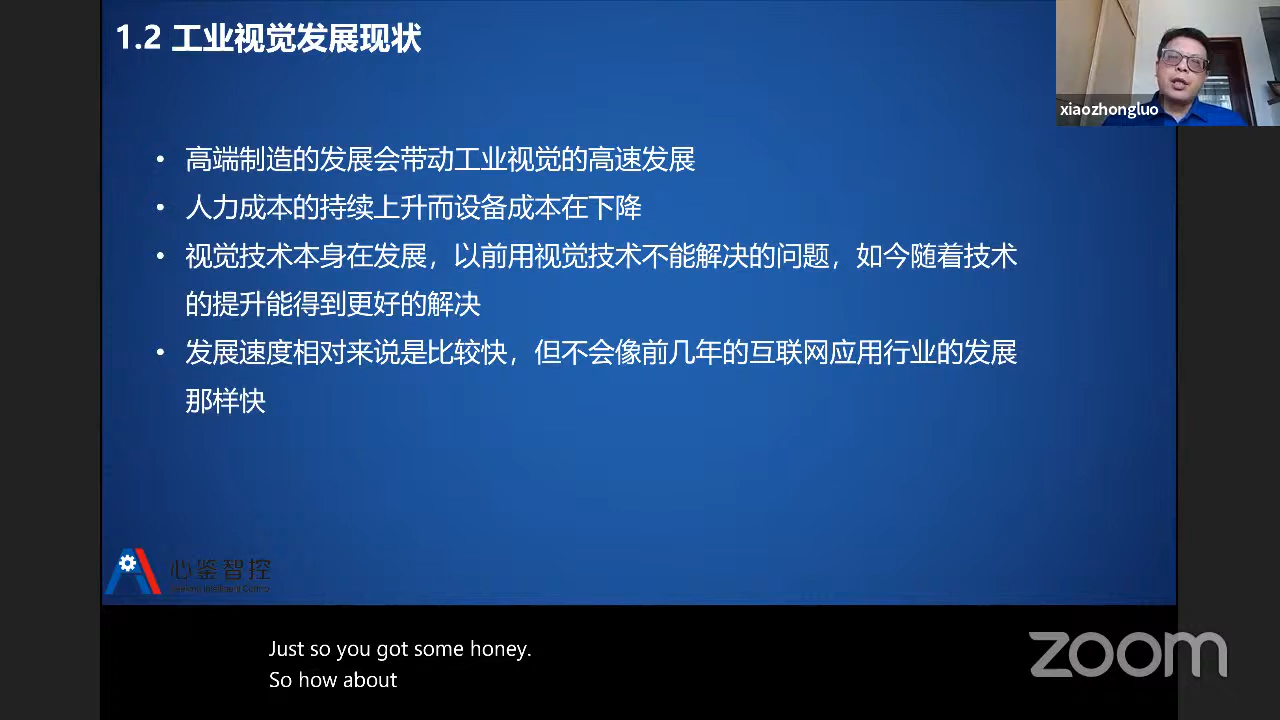 1.2 工业视觉发展现状
xiaozhongluo
• 高端制造的发展会带动工业视觉的高速发展
• 人力成本的持续上升而设备成本在下降
• 视觉技术本身在发展，以前用视觉技术不能解决的问题，如今随着技术
的提升能得到更好的解决
• 发展速度相对来说是比较快，但不会像前几年的互联网应用行业的发展
那样快
心鉴智控
Just so you got some honey.
So how about
zoom